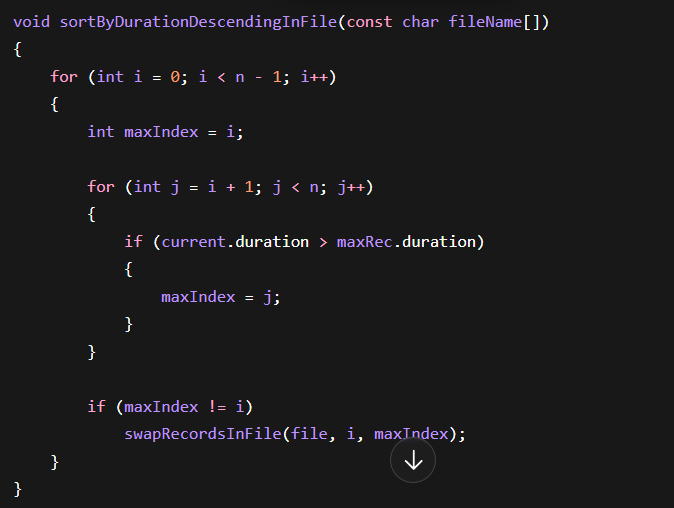 void sortByDurationDescendingInFile(const char fileName[])
{
    for (int i = 0; i < n - 1; i++)
    {
        int maxIndex = i;
        for (int j = i + 1; j < n; j++)
        {
            if (current.duration > maxRec.duration)
            {
                maxIndex = j;
            }
        }
        if (maxIndex != i)
            swapRecordsInFile(file, i, maxIndex);
    }
}